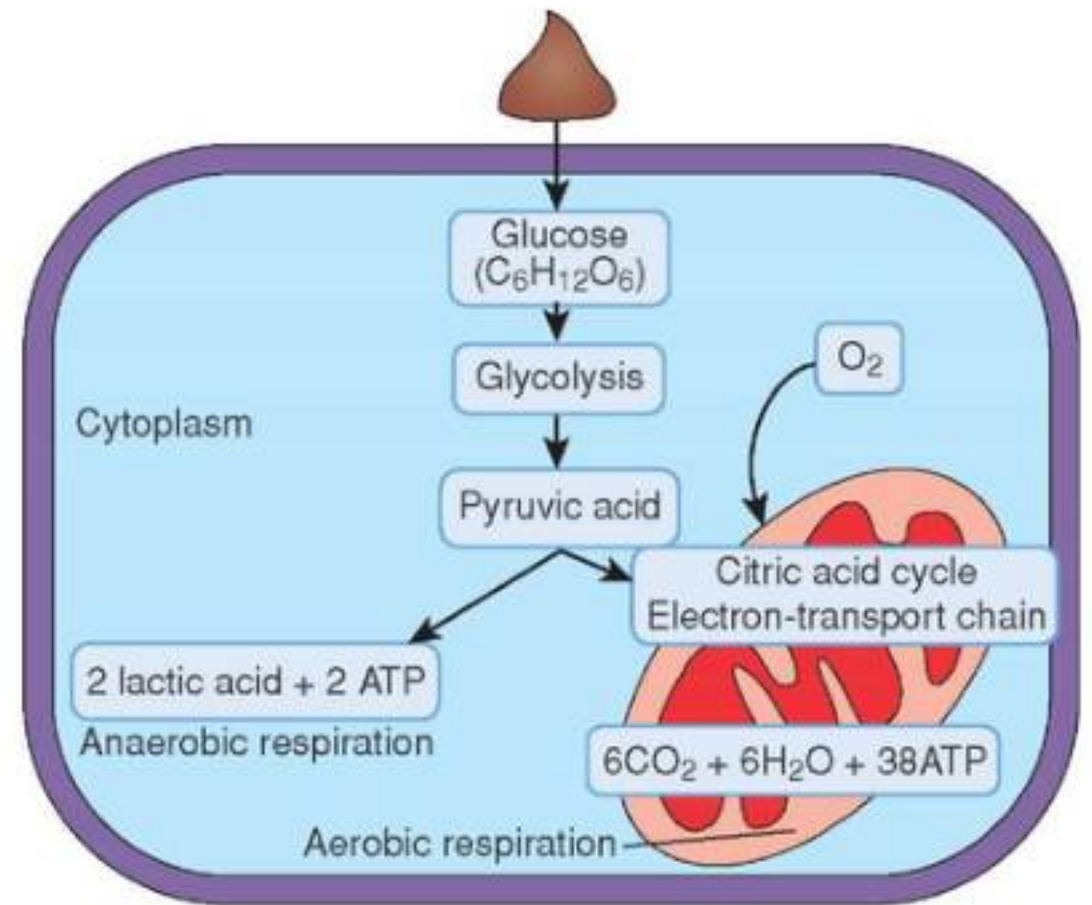 Glucose
(C₆H₁₂O₆)
Glycolysis
O₂
Cytoplasm
Pyruvic acid
Citric acid cycle
Electron-transport chain
2 lactic acid + 2 ATP
Anaerobic respiration
6CO₂ + 6H₂O + 38ATP
Aerobic respiration